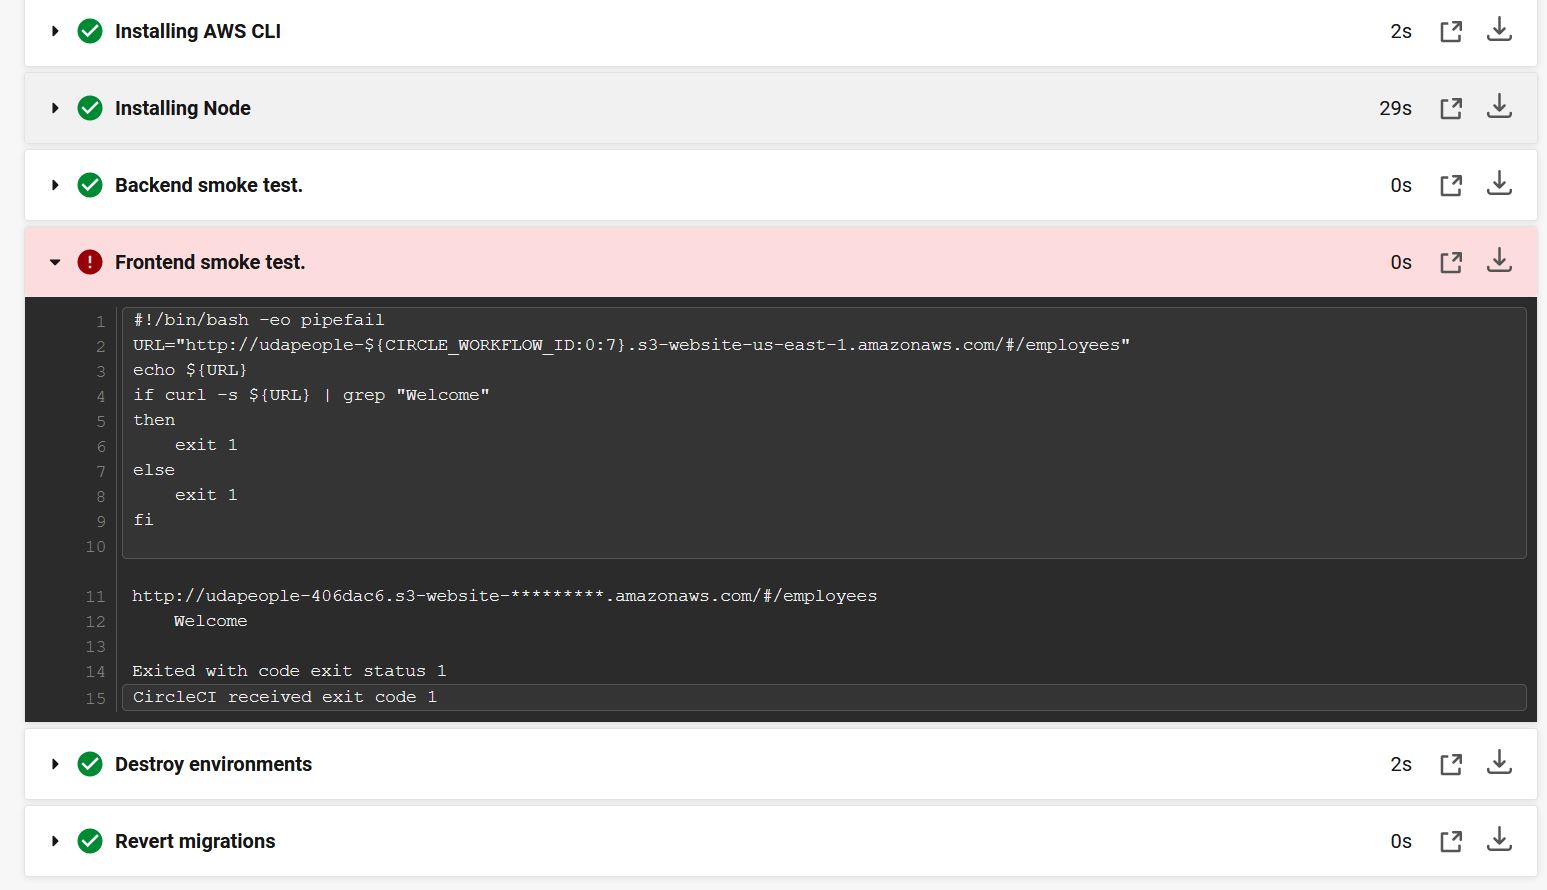 Installing AWS CLI 2s
Installing Node 29s
Backend smoke test. 0s
Frontend smoke test. 0s
1 #!/bin/bash -eo pipefail
2 URL="http://udapeople-${CIRCLE_WORKFLOW_ID:0:7}.s3-website-us-east-1.amazonaws.com/#/employees"
3 echo ${URL}
4 if curl -s ${URL} | grep "Welcome"
5 then
6     exit 1
7 else
8     exit 1
9 fi
10
11 http://udapeople-406dac6.s3-website-*********.amazonaws.com/#/employees
12     Welcome
13
14 Exited with code exit status 1
15 CircleCI received exit code 1
Destroy environments 2s
Revert migrations 0s